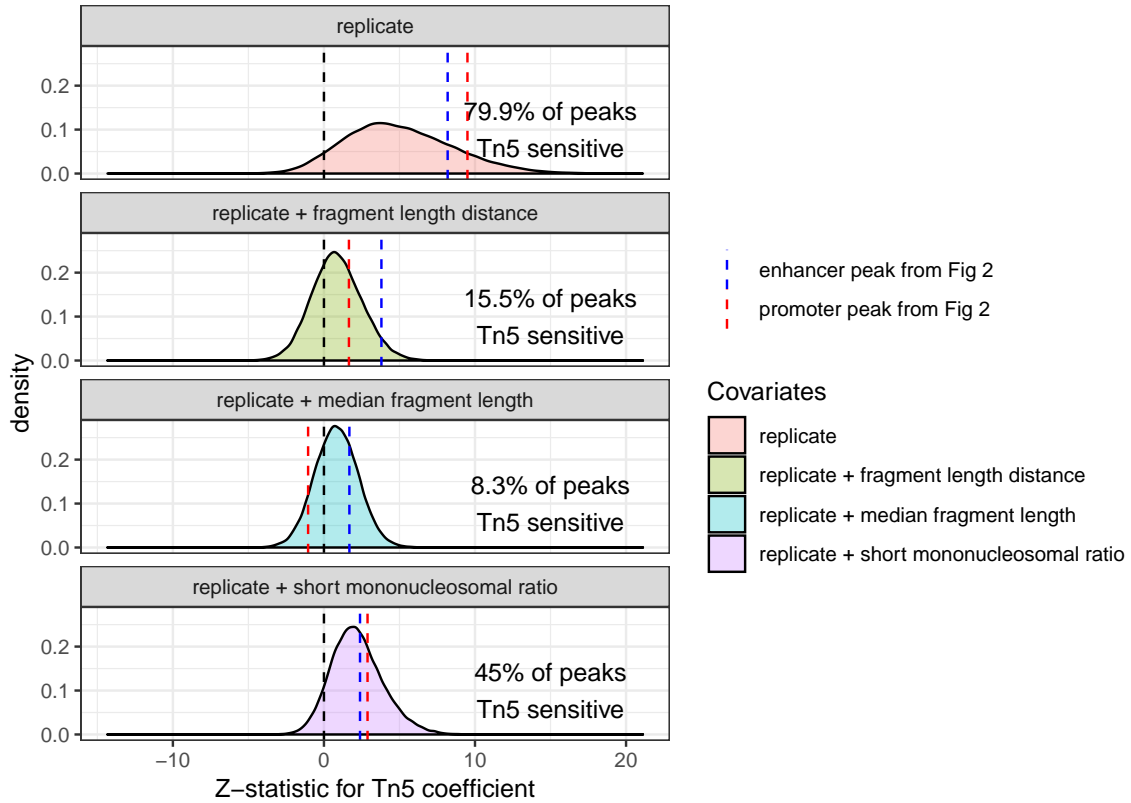 replicate
0.2
0.1
0.0
79.9% of peaks
Tn5 sensitive
replicate + fragment length distance
0.2
0.1
0.0
15.5% of peaks
Tn5 sensitive
replicate + median fragment length
0.2
0.1
0.0
8.3% of peaks
Tn5 sensitive
replicate + short mononucleosomal ratio
0.2
0.1
0.0
45% of peaks
Tn5 sensitive
−10
0
10
20
Z−statistic for Tn5 coefficient
density
enhancer peak from Fig 2
promoter peak from Fig 2
Covariates
replicate
replicate + fragment length distance
replicate + median fragment length
replicate + short mononucleosomal ratio